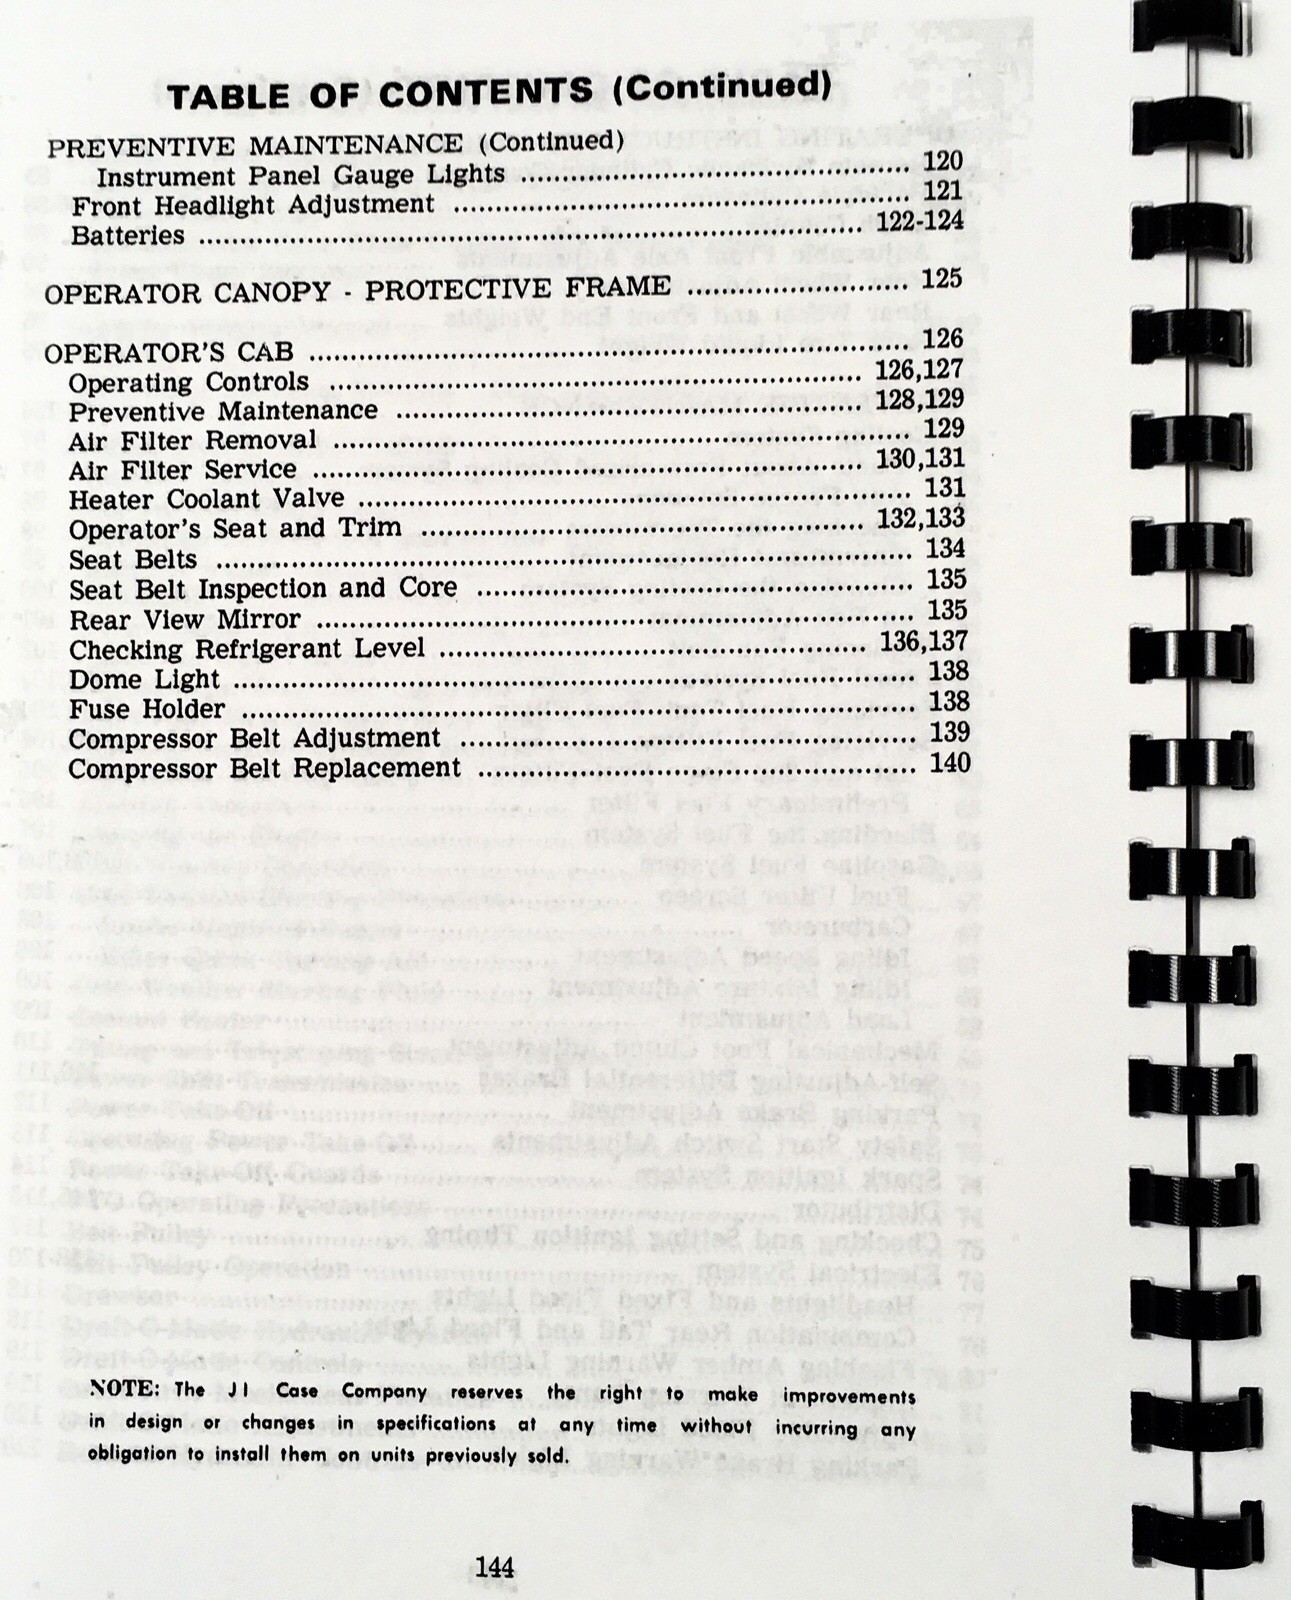 TABLE OF CONTENTS (Continued)
PREVENTIVE MAINTENANCE (Continued)
Instrument Panel Gauge Lights ........ 120
Front Headlight Adjustment ........ 121
Batteries ........ 122-124
OPERATOR CANOPY - PROTECTIVE FRAME ........ 125
OPERATOR'S CAB ........ 126
Operating Controls ........ 126,127
Preventive Maintenance ........ 128,129
Air Filter Removal ........ 129
Air Filter Service ........ 130,131
Heater Coolant Valve ........ 131
Operator's Seat and Trim ........ 132,133
Seat Belts ........ 134
Seat Belt Inspection and Core ........ 135
Rear View Mirror ........ 135
Checking Refrigerant Level ........ 136,137
Dome Light ........ 138
Fuse Holder ........ 138
Compressor Belt Adjustment ........ 139
Compressor Belt Replacement ........ 140
NOTE: The J I Case Company reserves the right to make improvements
in design or changes in specifications at any time without incurring any
obligation to install them on units previously sold.
144